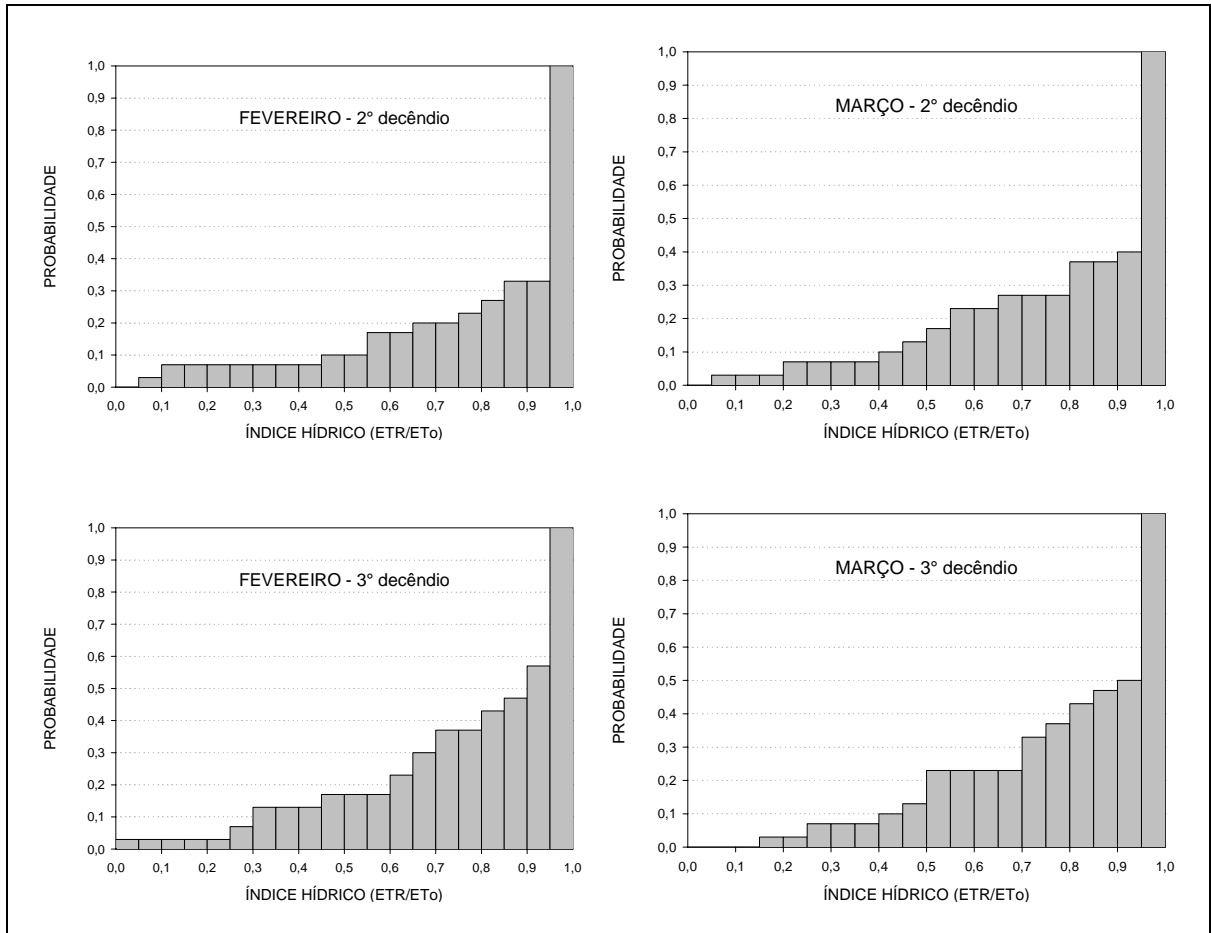 FEVEREIRO - 2° decêndio
PROBABILIDADE
1,0
0,9
0,8
0,7
0,6
0,5
0,4
0,3
0,2
0,1
0,0
0,0 0,1 0,2 0,3 0,4 0,5 0,6 0,7 0,8 0,9 1,0
ÍNDICE HÍDRICO (ETR/ETo)
MARÇO - 2° decêndio
PROBABILIDADE
1,0
0,9
0,8
0,7
0,6
0,5
0,4
0,3
0,2
0,1
0,0
0,0 0,1 0,2 0,3 0,4 0,5 0,6 0,7 0,8 0,9 1,0
ÍNDICE HÍDRICO (ETR/ETo)
FEVEREIRO - 3° decêndio
PROBABILIDADE
1,0
0,9
0,8
0,7
0,6
0,5
0,4
0,3
0,2
0,1
0,0
0,0 0,1 0,2 0,3 0,4 0,5 0,6 0,7 0,8 0,9 1,0
ÍNDICE HÍDRICO (ETR/ETo)
MARÇO - 3° decêndio
PROBABILIDADE
1,0
0,9
0,8
0,7
0,6
0,5
0,4
0,3
0,2
0,1
0,0
0,0 0,1 0,2 0,3 0,4 0,5 0,6 0,7 0,8 0,9 1,0
ÍNDICE HÍDRICO (ETR/ETo)